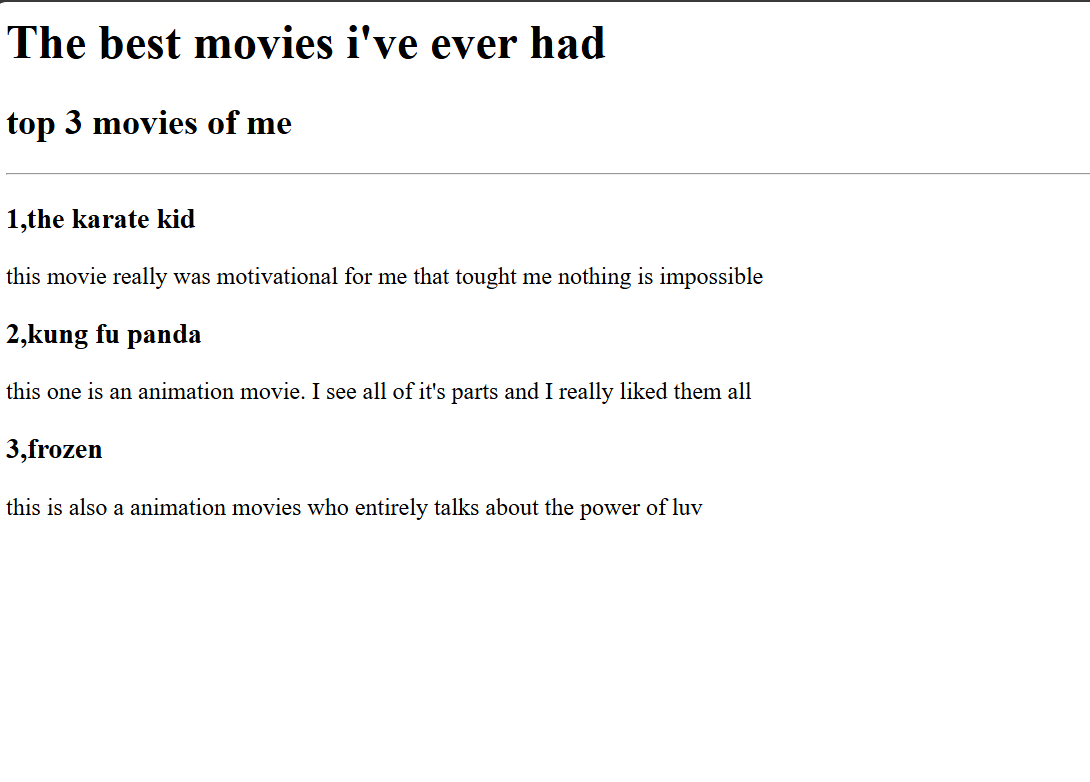 The best movies i've ever had
top 3 movies of me
1,the karate kid
this movie really was motivational for me that tought me nothing is impossible
2,kung fu panda
this one is an animation movie. I see all of it's parts and I really liked them all
3,frozen
this is also a animation movies who entirely talks about the power of luv